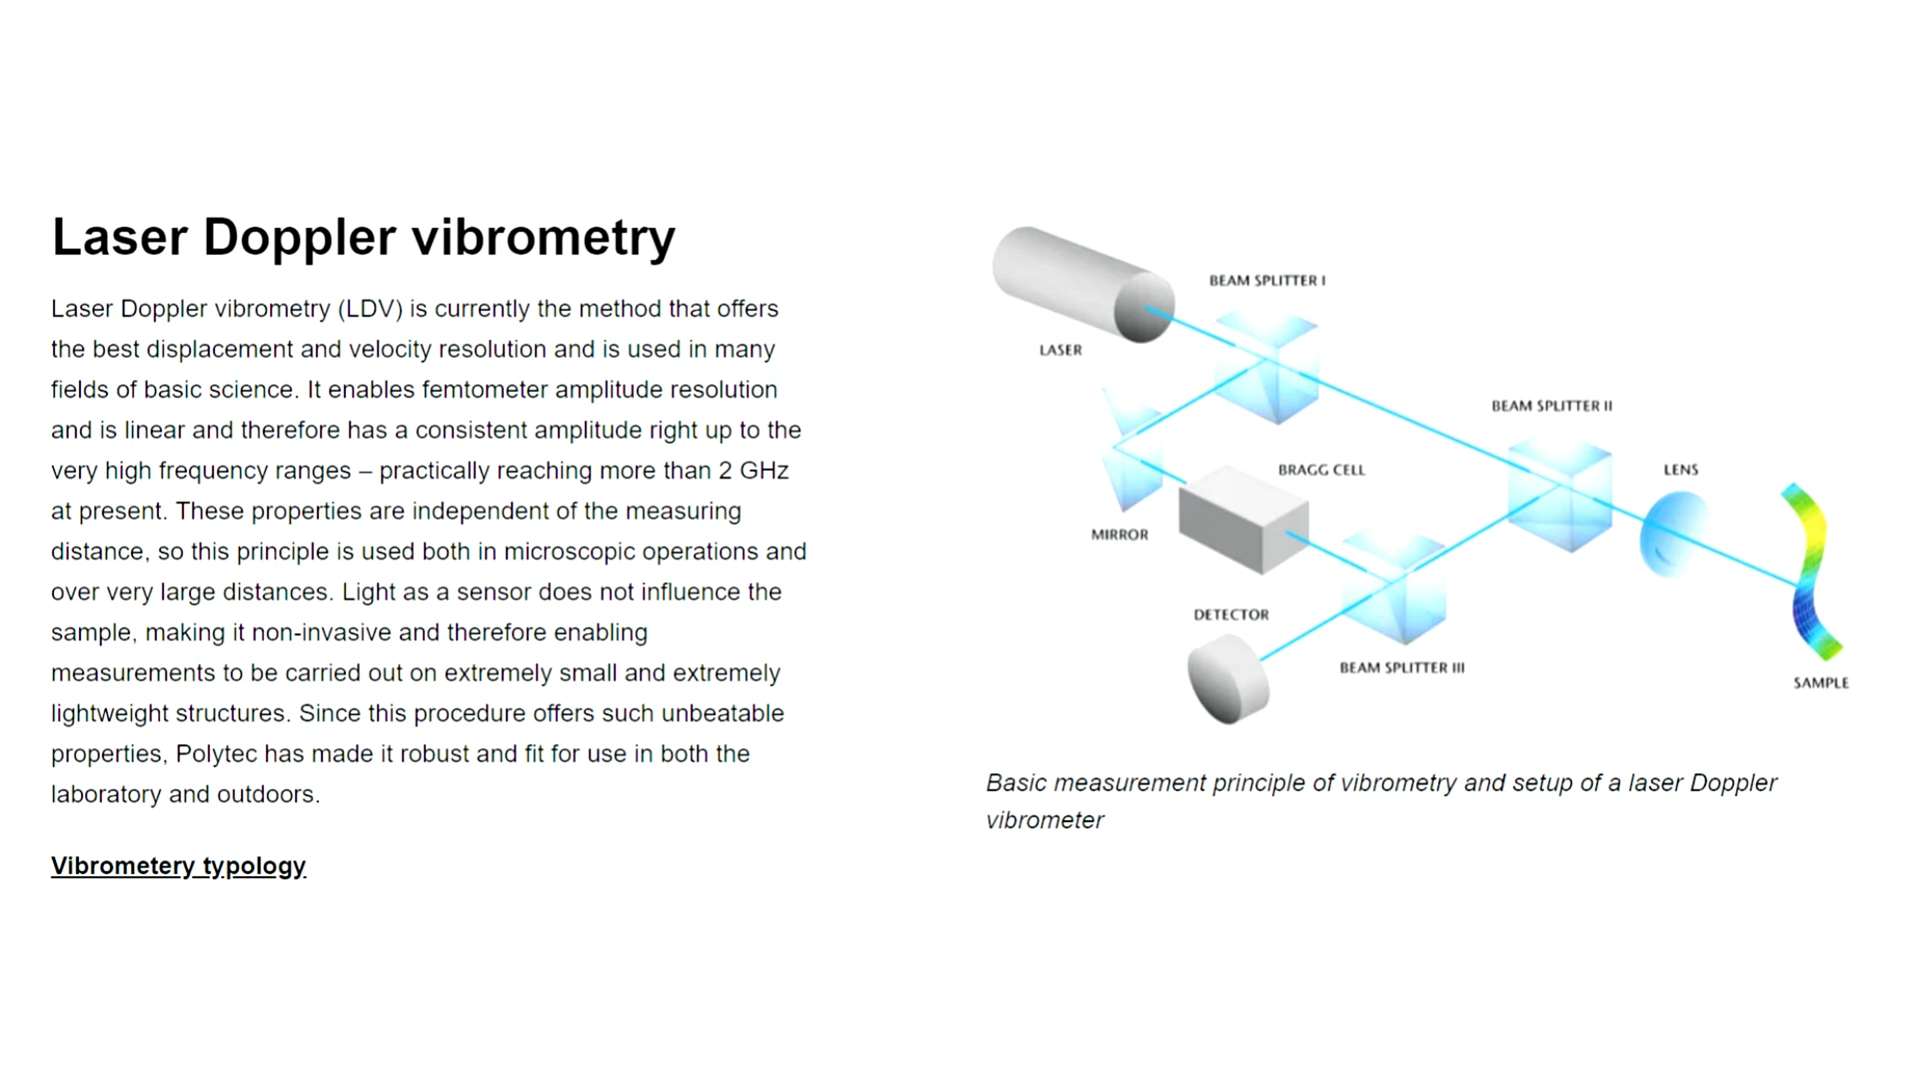 Laser Doppler vibrometry
Laser Doppler vibrometry (LDV) is currently the method that offers
the best displacement and velocity resolution and is used in many
fields of basic science. It enables femtometer amplitude resolution
and is linear and therefore has a consistent amplitude right up to the
very high frequency ranges – practically reaching more than 2 GHz
at present. These properties are independent of the measuring
distance, so this principle is used both in microscopic operations and
over very large distances. Light as a sensor does not influence the
sample, making it non-invasive and therefore enabling
measurements to be carried out on extremely small and extremely
lightweight structures. Since this procedure offers such unbeatable
properties, Polytec has made it robust and fit for use in both the
laboratory and outdoors.
Vibrometery typology
BEAM SPLITTER I
LASER
BEAM SPLITTER II
BRAGG CELL
LENS
MIRROR
DETECTOR
BEAM SPLITTER III
SAMPLE
Basic measurement principle of vibrometry and setup of a laser Doppler
vibrometer